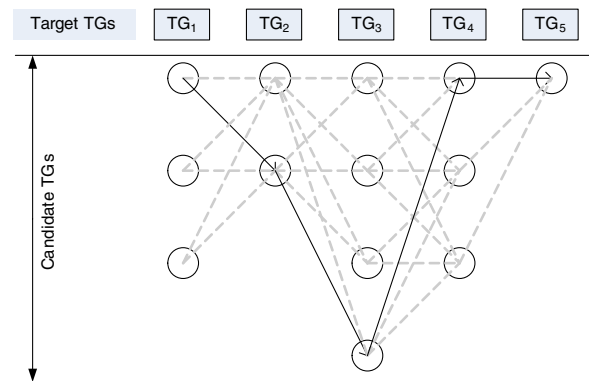 Target TGs TG₁ TG₂ TG₃ TG₄ TG₅
Candidate TGs